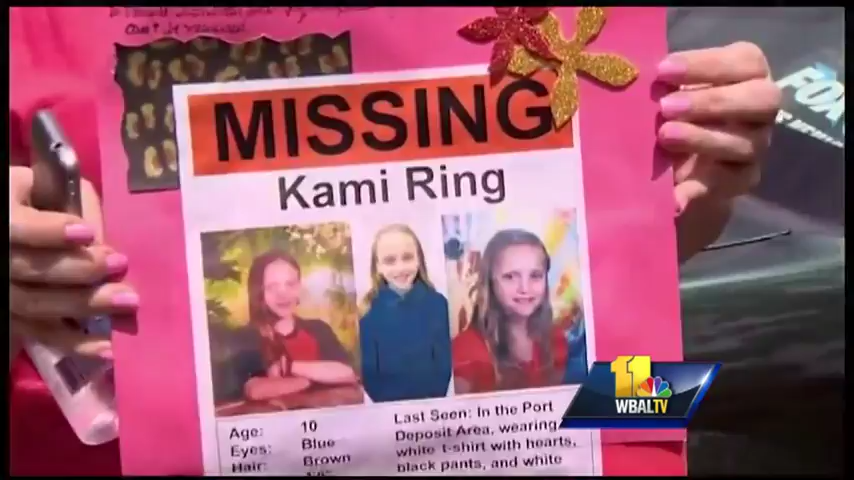 MISSING
Kami Ring
Age: 10
Eyes: Blue
Hair: Brown
Last Seen: In the Port
Deposit Area, wearing
white t-shirt with hearts,
black pants, and white
FOX
11
WBALTV